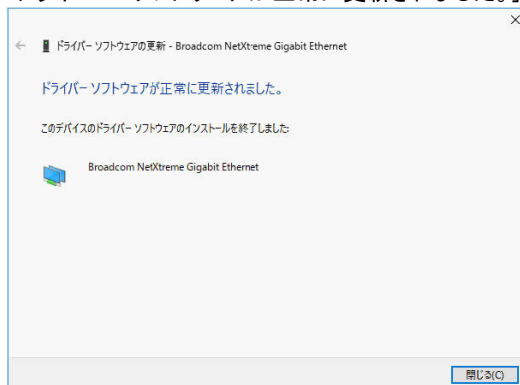 ドライバー ソフトウェアの更新 - Broadcom NetXtreme Gigabit Ethernet
ドライバー ソフトウェアが正常に更新されました。
このデバイスのドライバー ソフトウェアのインストールを終了しました:
Broadcom NetXtreme Gigabit Ethernet
閉じる(C)